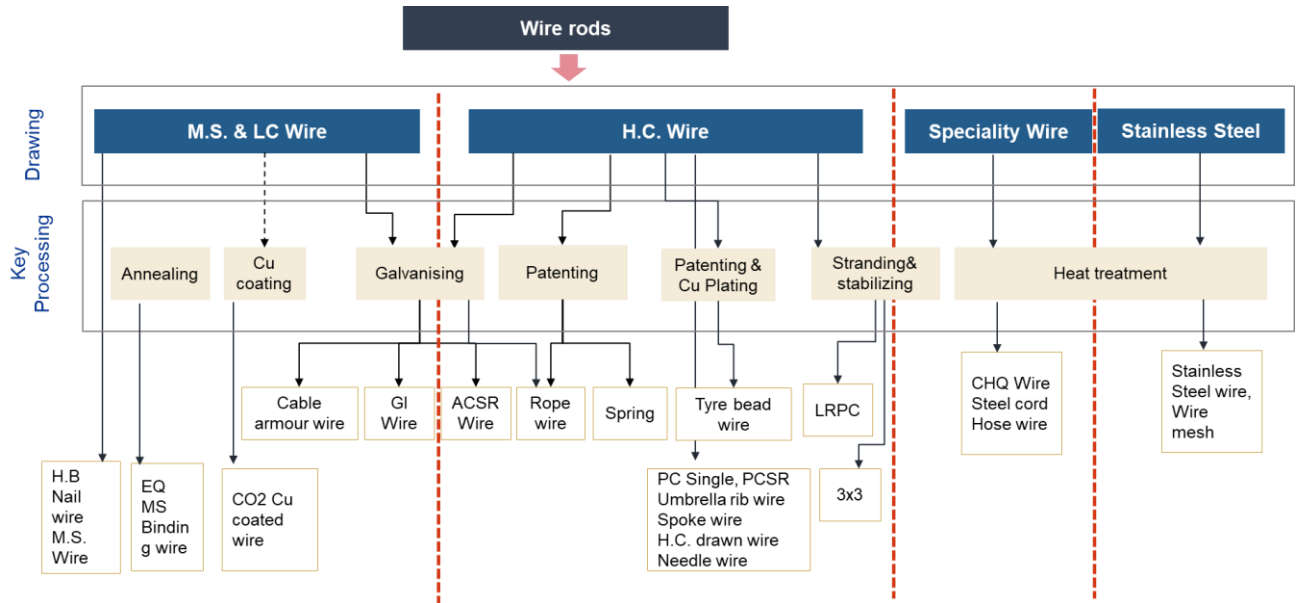 Wire rods
Drawing
M.S. & LC Wire
H.C. Wire
Speciality Wire
Stainless Steel
Key
Processing
Annealing
Cu
coating
Galvanising
Patenting
Patenting &
Cu Plating
Stranding&
stabilizing
Heat treatment
Cable
armour wire
GI
Wire
ACSR
Wire
Rope
wire
Spring
Tyre bead
wire
LRPC
CHQ Wire
Steel cord
Hose wire
Stainless
Steel wire,
Wire
mesh
H.B
Nail
wire
M.S.
Wire
EQ
MS
Bindin
g wire
CO2 Cu
coated
wire
PC Single, PCSR
Umbrella rib wire
Spoke wire
H.C. drawn wire
Needle wire
3x3